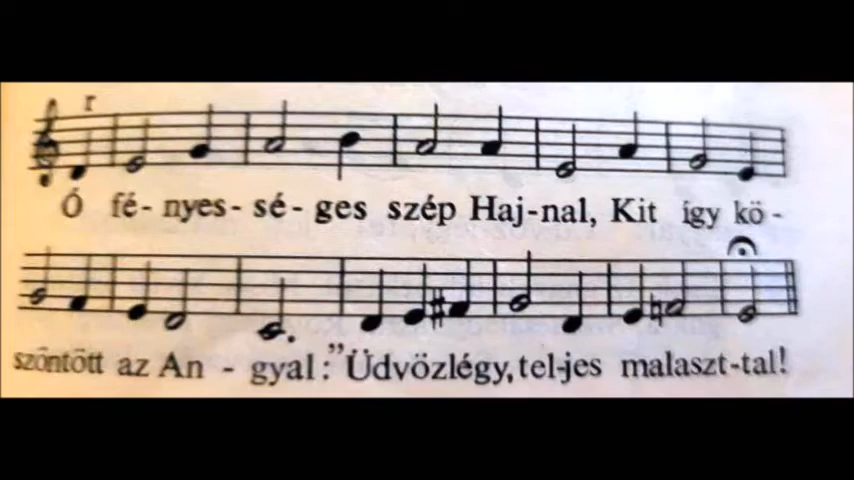 r
Ó fé- nyes- sé- ges szép Haj-nal, Kit így kö-
szöntött az An - gyal:”Üdvözlégy, tel-jes malaszt-tal!